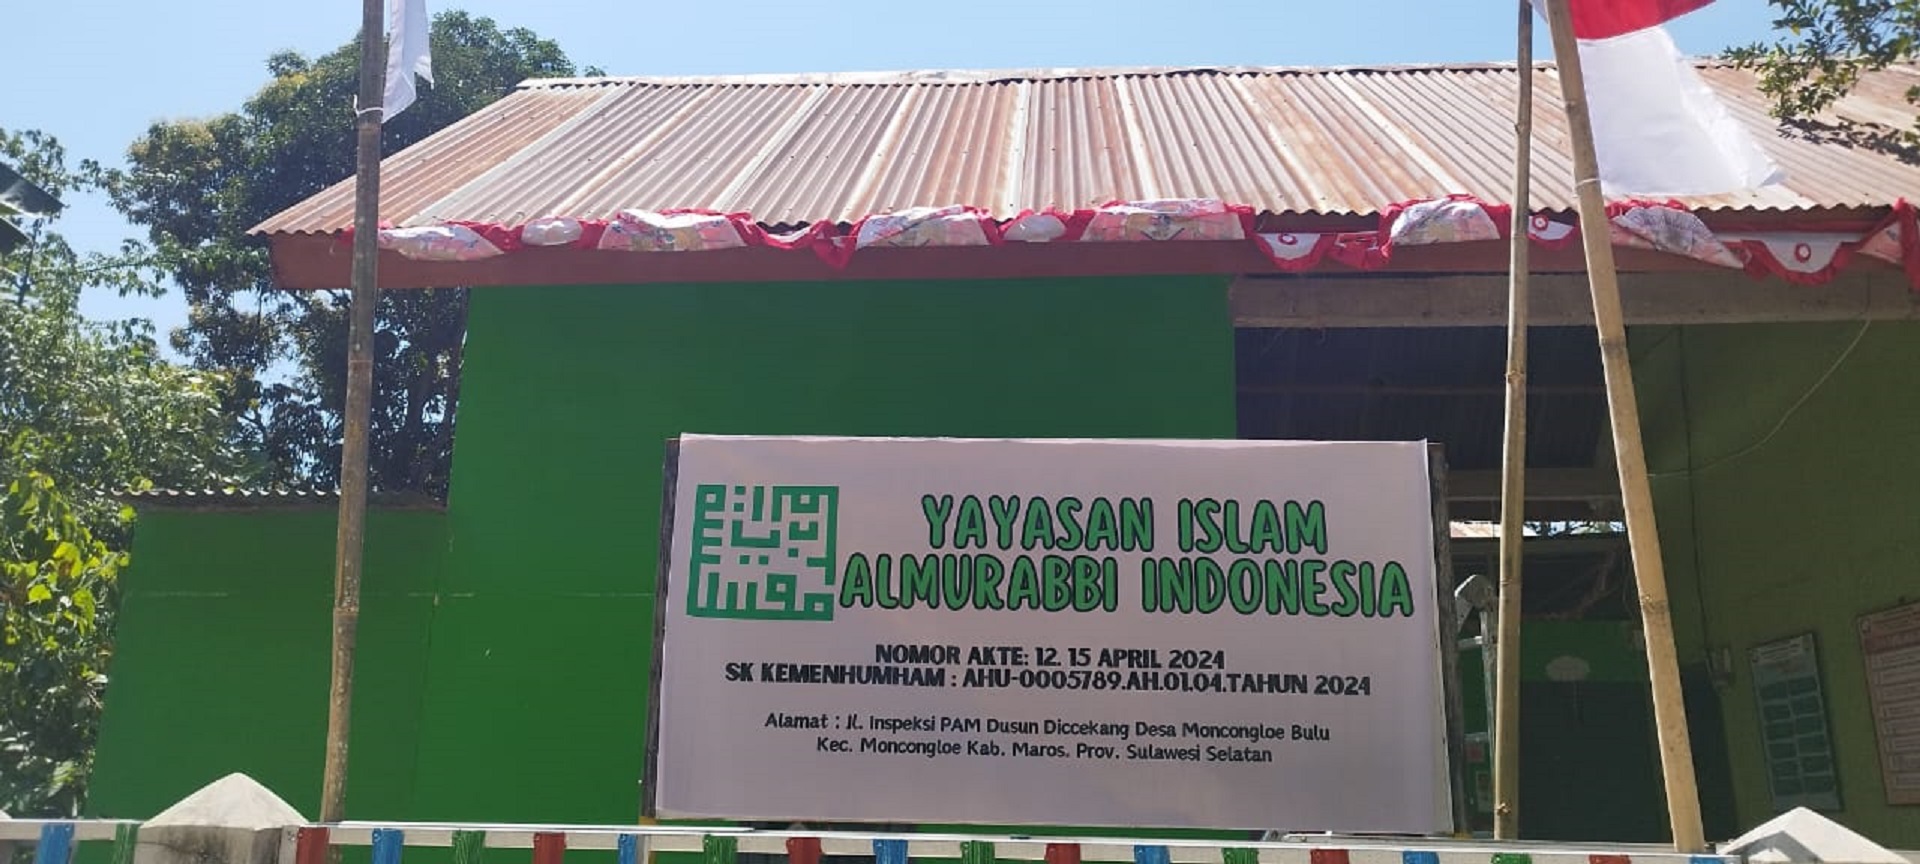 YAYASAN ISLAM
ALMURABBI INDONESIA
NOMOR AKTE: 12. 15 APRIL 2024
SK KEMENHUMHAM : AHU-0005789.AH.01.04.TAHUN 2024
Alamat : Jl. Inspeksi PAM Dusun Diccekang Desa Moncongloe Bulu
Kec. Moncongloe Kab. Maros. Prov. Sulawesi Selatan